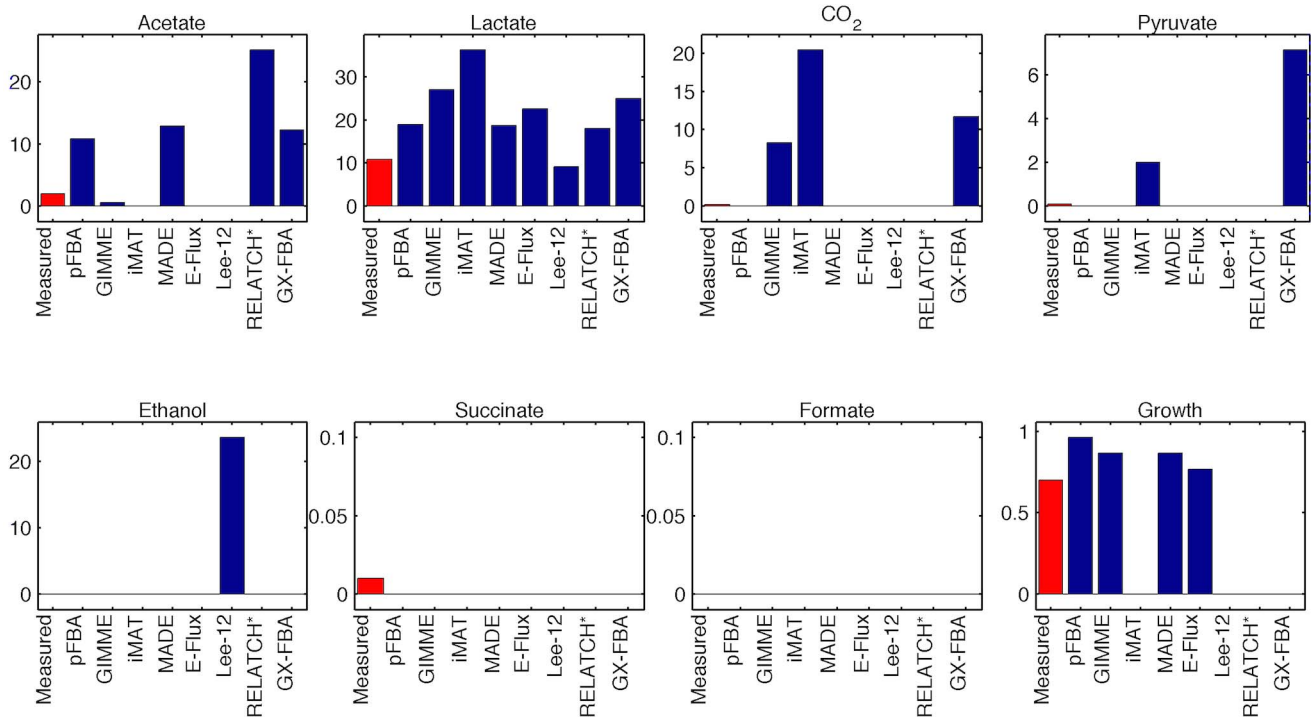 Acetate
20
10
0
Measured
pFBA
GIMME
iMAT
MADE
E-Flux
Lee-12
RELATCH*
GX-FBA
Lactate
30
20
10
0
Measured
pFBA
GIMME
iMAT
MADE
E-Flux
Lee-12
RELATCH*
GX-FBA
CO2
20
15
10
5
0
Measured
pFBA
GIMME
iMAT
MADE
E-Flux
Lee-12
RELATCH*
GX-FBA
Pyruvate
6
4
2
0
Measured
pFBA
GIMME
iMAT
MADE
E-Flux
Lee-12
RELATCH*
GX-FBA
Ethanol
20
10
0
Measured
pFBA
GIMME
iMAT
MADE
E-Flux
Lee-12
RELATCH*
GX-FBA
Succinate
0.1
0.05
0
Measured
pFBA
GIMME
iMAT
MADE
E-Flux
Lee-12
RELATCH*
GX-FBA
Formate
0.1
0.05
0
Measured
pFBA
GIMME
iMAT
MADE
E-Flux
Lee-12
RELATCH*
GX-FBA
Growth
1
0.5
0
Measured
pFBA
GIMME
iMAT
MADE
E-Flux
Lee-12
RELATCH*
GX-FBA